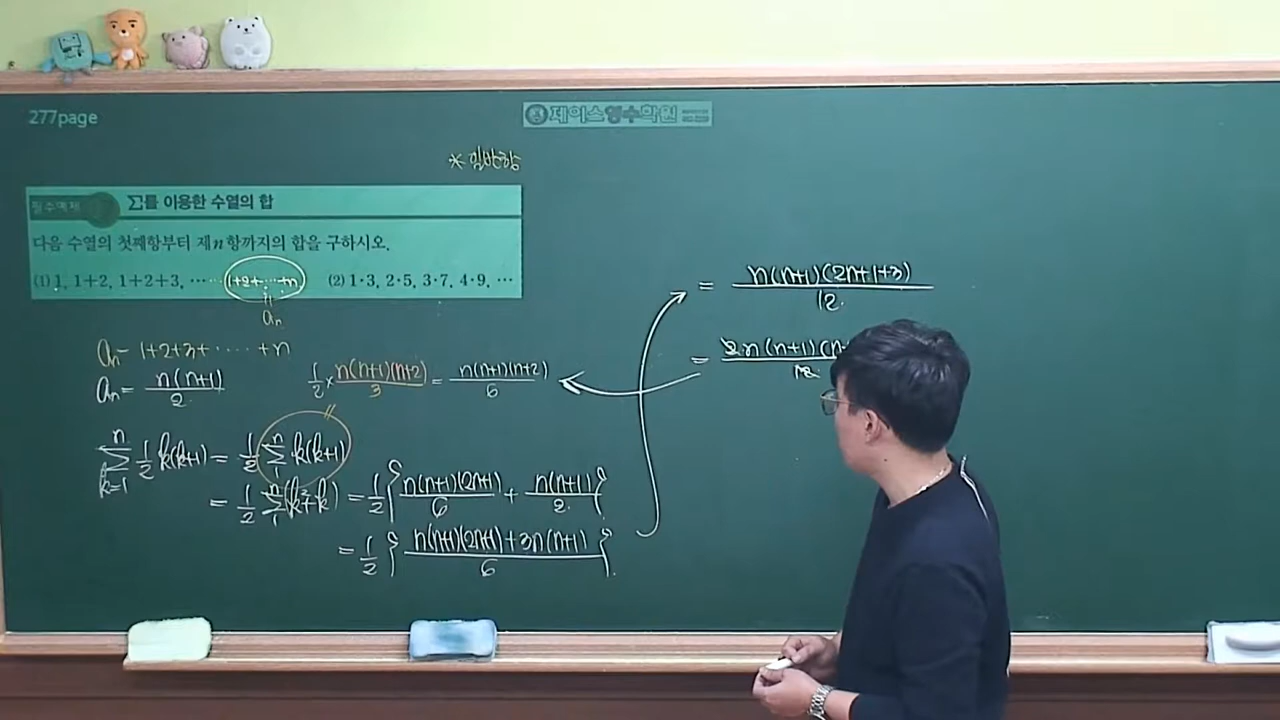 277page
제이스영수학원
* 일반항
필수예제
Σ를 이용한 수열의 합
다음 수열의 첫째항부터 제n항까지의 합을 구하시오.
(1) 1, 1+2, 1+2+3, ······ 1+2+···+n (2) 1·3, 2·5, 3·7, 4·9, ···
aₙ
aₙ = 1+2+3+·····+n
aₙ = n(n+1)/2
1/2 × n(n+1)(n+2)/3 = n(n+1)(n+2)/6
∑_{k=1}^{n} 1/2 k(k+1) = 1/2 ∑_{1}^{n} k(k+1)
= 1/2 ∑_{1}^{n} (k²+k) = 1/2 { n(n+1)(2n+1)/6 + n(n+1)/2 }
= 1/2 { n(n+1)(2n+1)+3n(n+1) / 6 }
= n(n+1)(2n+1+3)/12
= 2n(n+1)(n /12